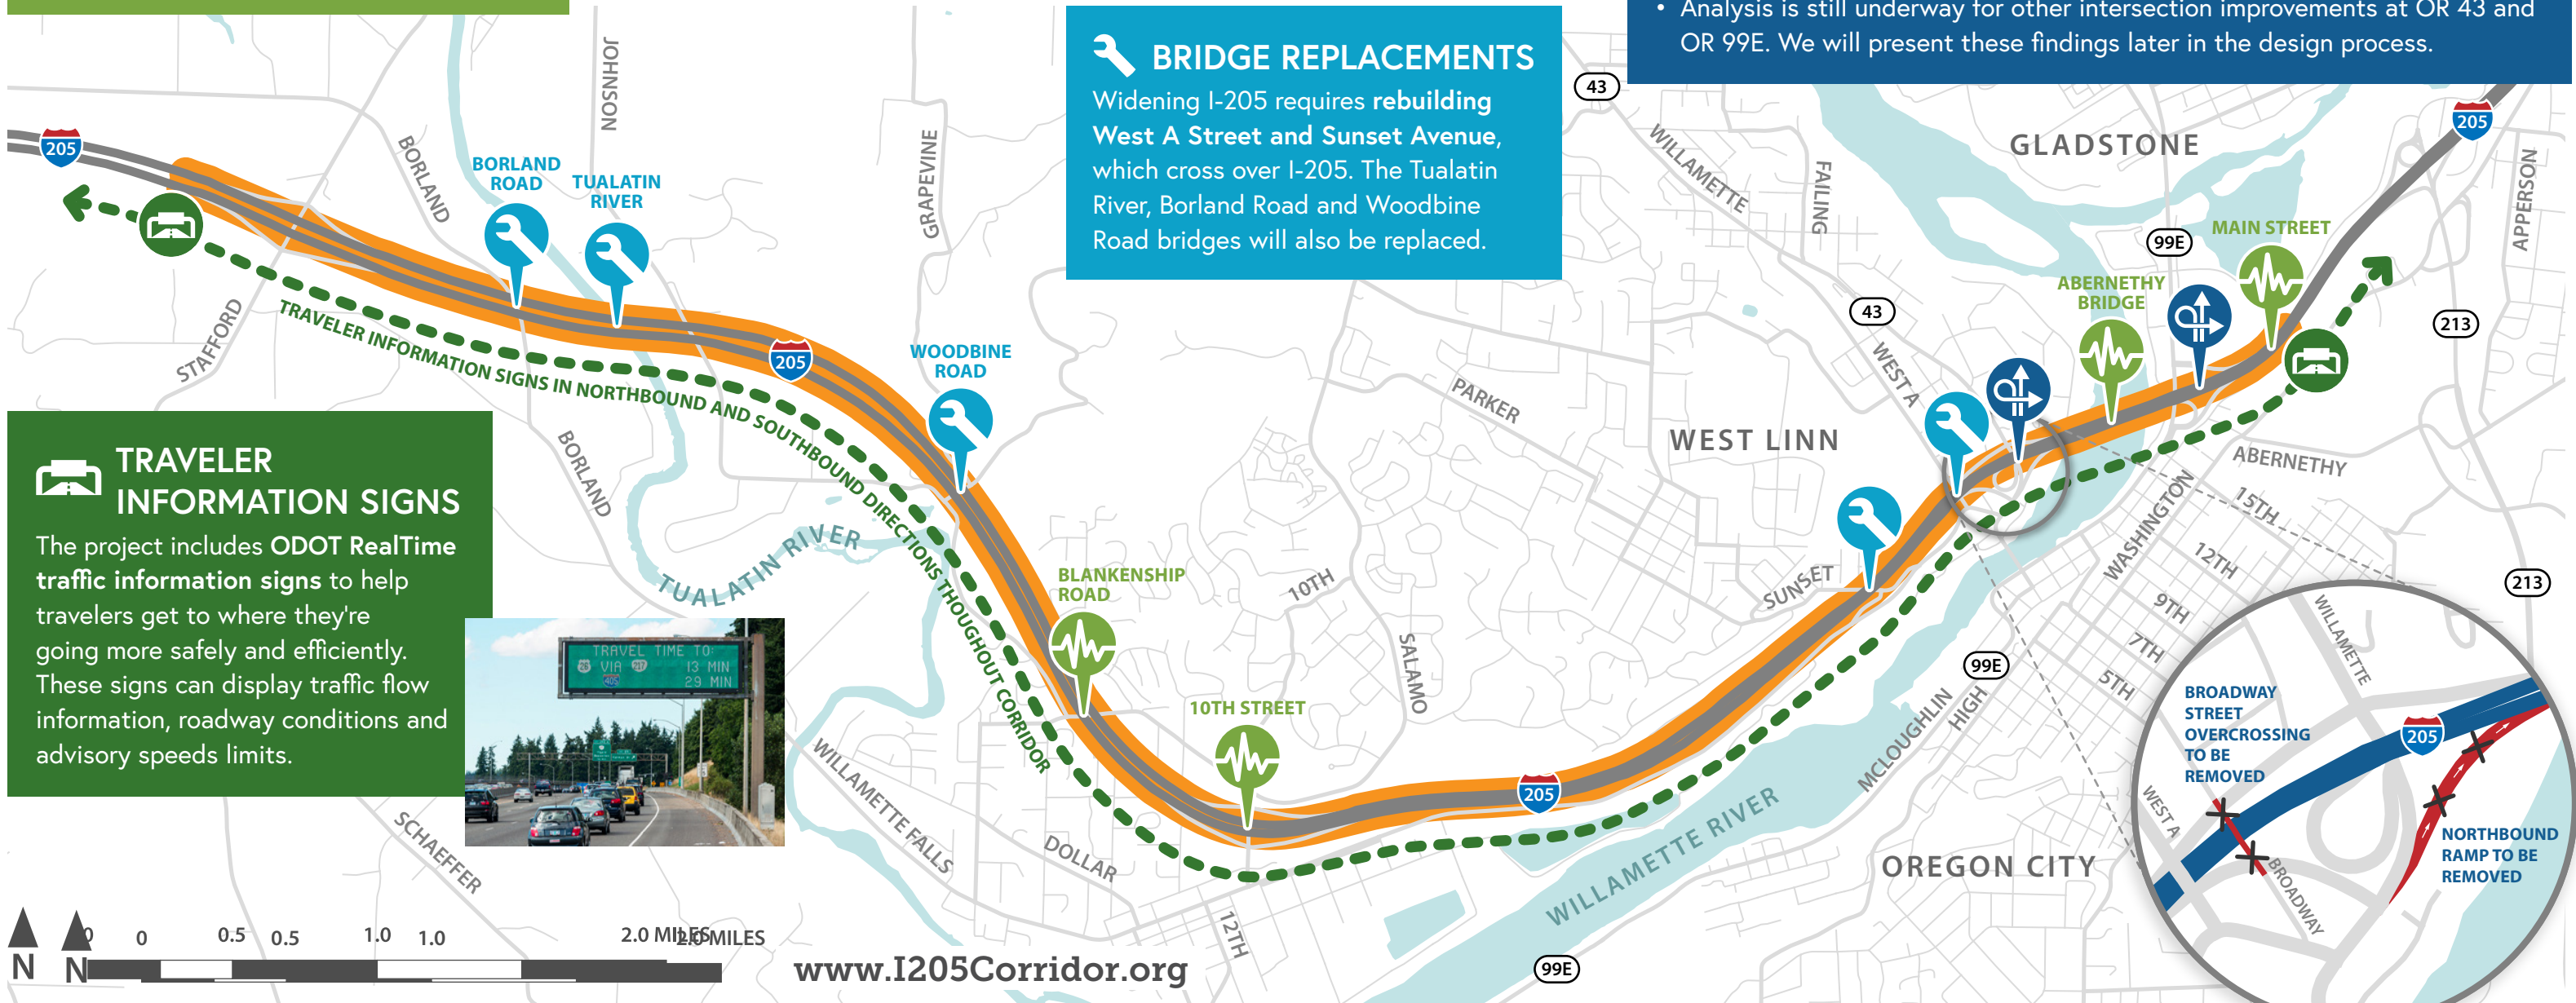 • Analysis is still underway for other intersection improvements at OR 43 and
OR 99E. We will present these findings later in the design process.
BRIDGE REPLACEMENTS
Widening I-205 requires rebuilding
West A Street and Sunset Avenue,
which cross over I-205. The Tualatin
River, Borland Road and Woodbine
Road bridges will also be replaced.
205
JOHNSON
BORLAND
BORLAND
ROAD
TUALATIN
RIVER
GRAPEVINE
43
WILLAMETTE
FAILING
GLADSTONE
205
APPERSON
99E
MAIN STREET
ABERNETHY
BRIDGE
213
43
WEST A
STAFFORD
TRAVELER INFORMATION SIGNS IN NORTHBOUND AND SOUTHBOUND DIRECTIONS THOUGHOUT CORRIDOR
205
WOODBINE
ROAD
PARKER
WEST LINN
ABERNETHY
15TH
WASHINGTON
12TH
9TH
7TH
5TH
213
TRAVELER
INFORMATION SIGNS
The project includes ODOT RealTime
traffic information signs to help
travelers get to where they're
going more safely and efficiently.
These signs can display traffic flow
information, roadway conditions and
advisory speeds limits.
TRAVEL TIME TO:
26 VIA 217 13 MIN
405 29 MIN
BORLAND
TUALATIN RIVER
BLANKENSHIP
ROAD
10TH
SALAMO
SUNSET
10TH STREET
99E
HIGH
MCLOUGHLIN
205
WILLAMETTE RIVER
OREGON CITY
WILLAMETTE FALLS
DOLLAR
12TH
SCHAEFFER
99E
WILLAMETTE
BROADWAY
STREET
OVERCROSSING
TO BE
REMOVED
205
WEST A
BROADWAY
NORTHBOUND
RAMP TO BE
REMOVED
0 0 0.5 0.5 1.0 1.0 2.0 MILES 2.0 MILES
N N
www.I205Corridor.org